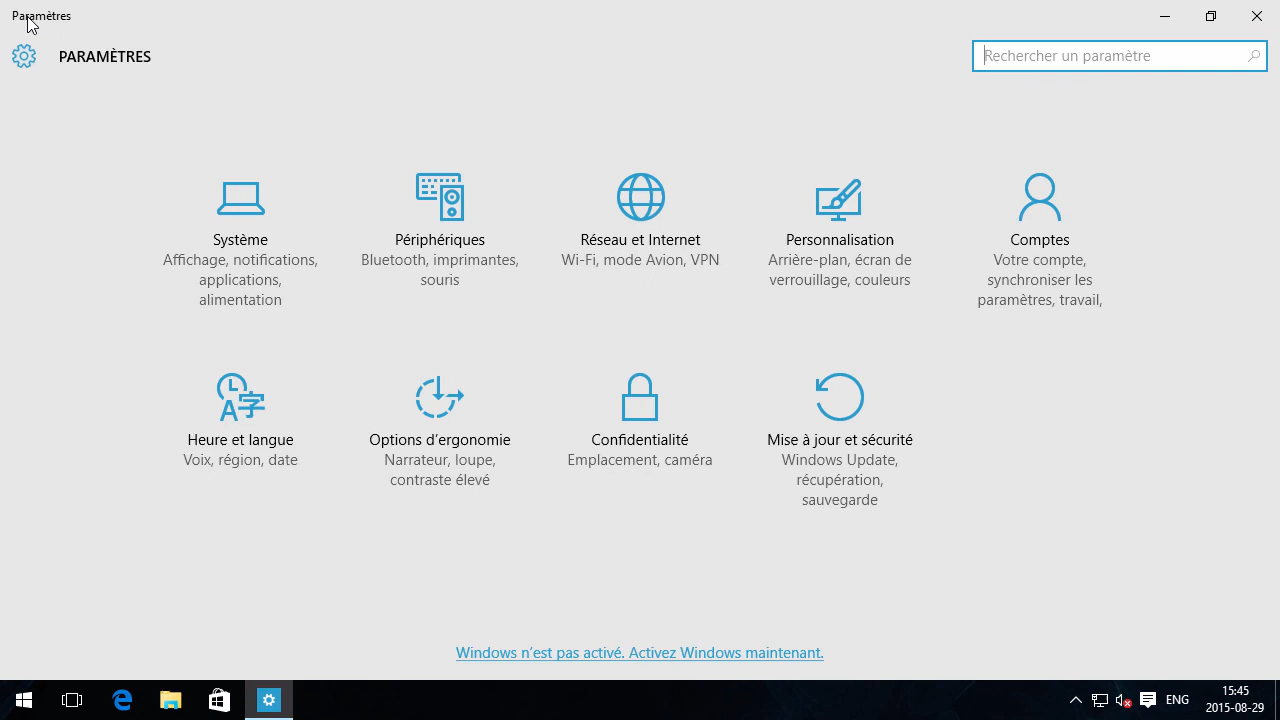 Paramètres
PARAMÈTRES
Rechercher un paramètre
Système
Affichage, notifications,
applications,
alimentation
Périphériques
Bluetooth, imprimantes,
souris
Réseau et Internet
Wi-Fi, mode Avion, VPN
Personnalisation
Arrière-plan, écran de
verrouillage, couleurs
Comptes
Votre compte,
synchroniser les
paramètres, travail,
Heure et langue
Voix, région, date
Options d’ergonomie
Narrateur, loupe,
contraste élevé
Confidentialité
Emplacement, caméra
Mise à jour et sécurité
Windows Update,
récupération,
sauvegarde
Windows n’est pas activé. Activez Windows maintenant.
ENG
15:45
2015-08-29